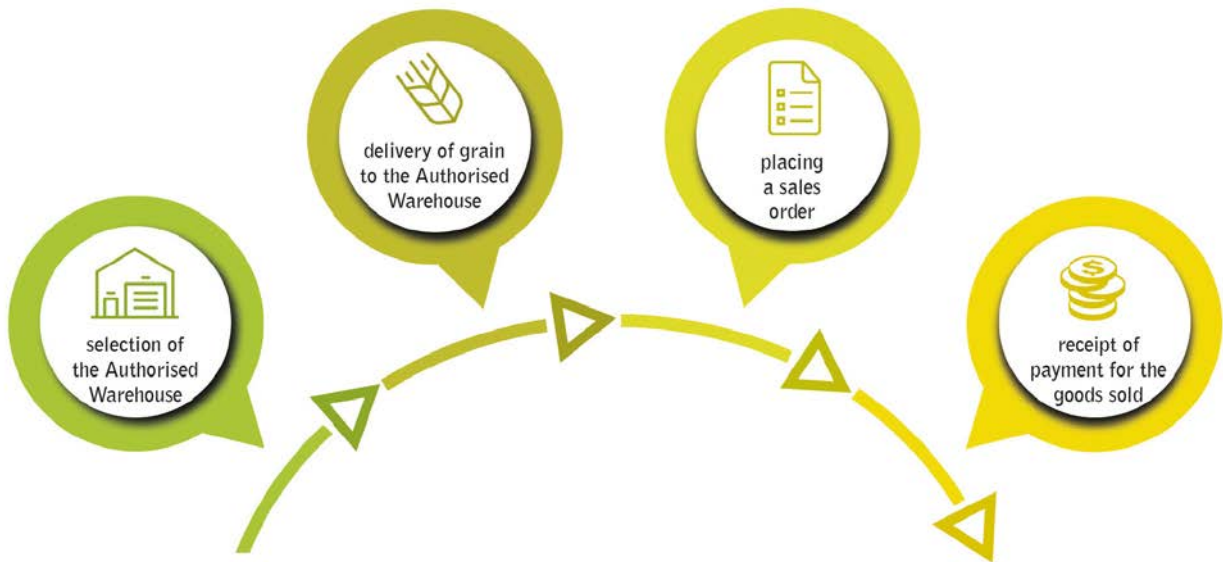 selection of
the Authorised
Warehouse
delivery of grain
to the Authorised
Warehouse
placing
a sales
order
$
receipt of
payment for the
goods sold